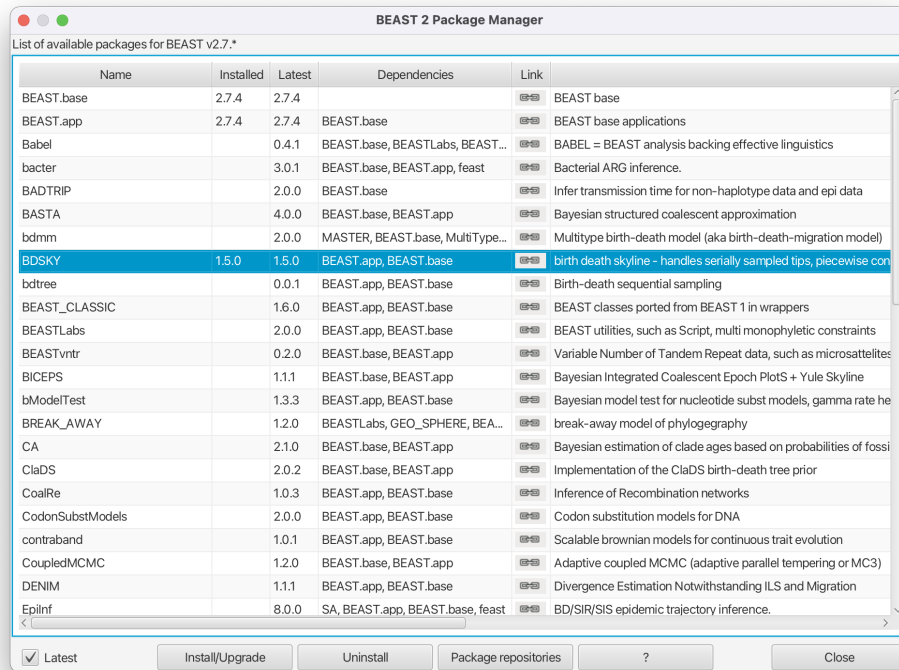 BEAST 2 Package Manager
List of available packages for BEAST v2.7.*
Name Installed Latest Dependencies Link
BEAST.base 2.7.4 2.7.4 BEAST base
BEAST.app 2.7.4 2.7.4 BEAST.base BEAST base applications
Babel 0.4.1 BEAST.base, BEASTLabs, BEAST... BABEL = BEAST analysis backing effective linguistics
bacter 3.0.1 BEAST.base, BEAST.app, feast Bacterial ARG inference.
BADTRIP 2.0.0 BEAST.base Infer transmission time for non-haplotype data and epi data
BASTA 4.0.0 BEAST.base, BEAST.app Bayesian structured coalescent approximation
bdmm 2.0.0 MASTER, BEAST.base, MultiType... Multitype birth-death model (aka birth-death-migration model)
BDSKY 1.5.0 1.5.0 BEAST.app, BEAST.base birth death skyline - handles serially sampled tips, piecewise con
bdtree 0.0.1 BEAST.app, BEAST.base Birth-death sequential sampling
BEAST_CLASSIC 1.6.0 BEAST.base, BEAST.app BEAST classes ported from BEAST 1 in wrappers
BEASTLabs 2.0.0 BEAST.base, BEAST.app BEAST utilities, such as Script, multi monophyletic constraints
BEASTvntr 0.2.0 BEAST.base, BEAST.app Variable Number of Tandem Repeat data, such as microsattelites
BICEPS 1.1.1 BEAST.base, BEAST.app Bayesian Integrated Coalescent Epoch PlotS + Yule Skyline
bModelTest 1.3.3 BEAST.base, BEAST.app Bayesian model test for nucleotide subst models, gamma rate he
BREAK_AWAY 1.2.0 BEASTLabs, GEO_SPHERE, BEA... break-away model of phylogeography
CA 2.1.0 BEAST.base, BEAST.app Bayesian estimation of clade ages based on probabilities of fossi
ClaDS 2.0.2 BEAST.base, BEAST.app Implementation of the ClaDS birth-death tree prior
CoalRe 1.0.3 BEAST.app, BEAST.base Inference of Recombination networks
CodonSubstModels 2.0.0 BEAST.app, BEAST.base Codon substitution models for DNA
contraband 1.0.1 BEAST.app, BEAST.base Scalable brownian models for continuous trait evolution
CoupledMCMC 1.2.0 BEAST.base, BEAST.app Adaptive coupled MCMC (adaptive parallel tempering or MC3)
DENIM 1.1.1 BEAST.app, BEAST.base Divergence Estimation Notwithstanding ILS and Migration
EpiInf 8.0.0 SA, BEAST.app, BEAST.base, feast BD/SIR/SIS epidemic trajectory inference.
Latest Install/Upgrade Uninstall Package repositories ? Close